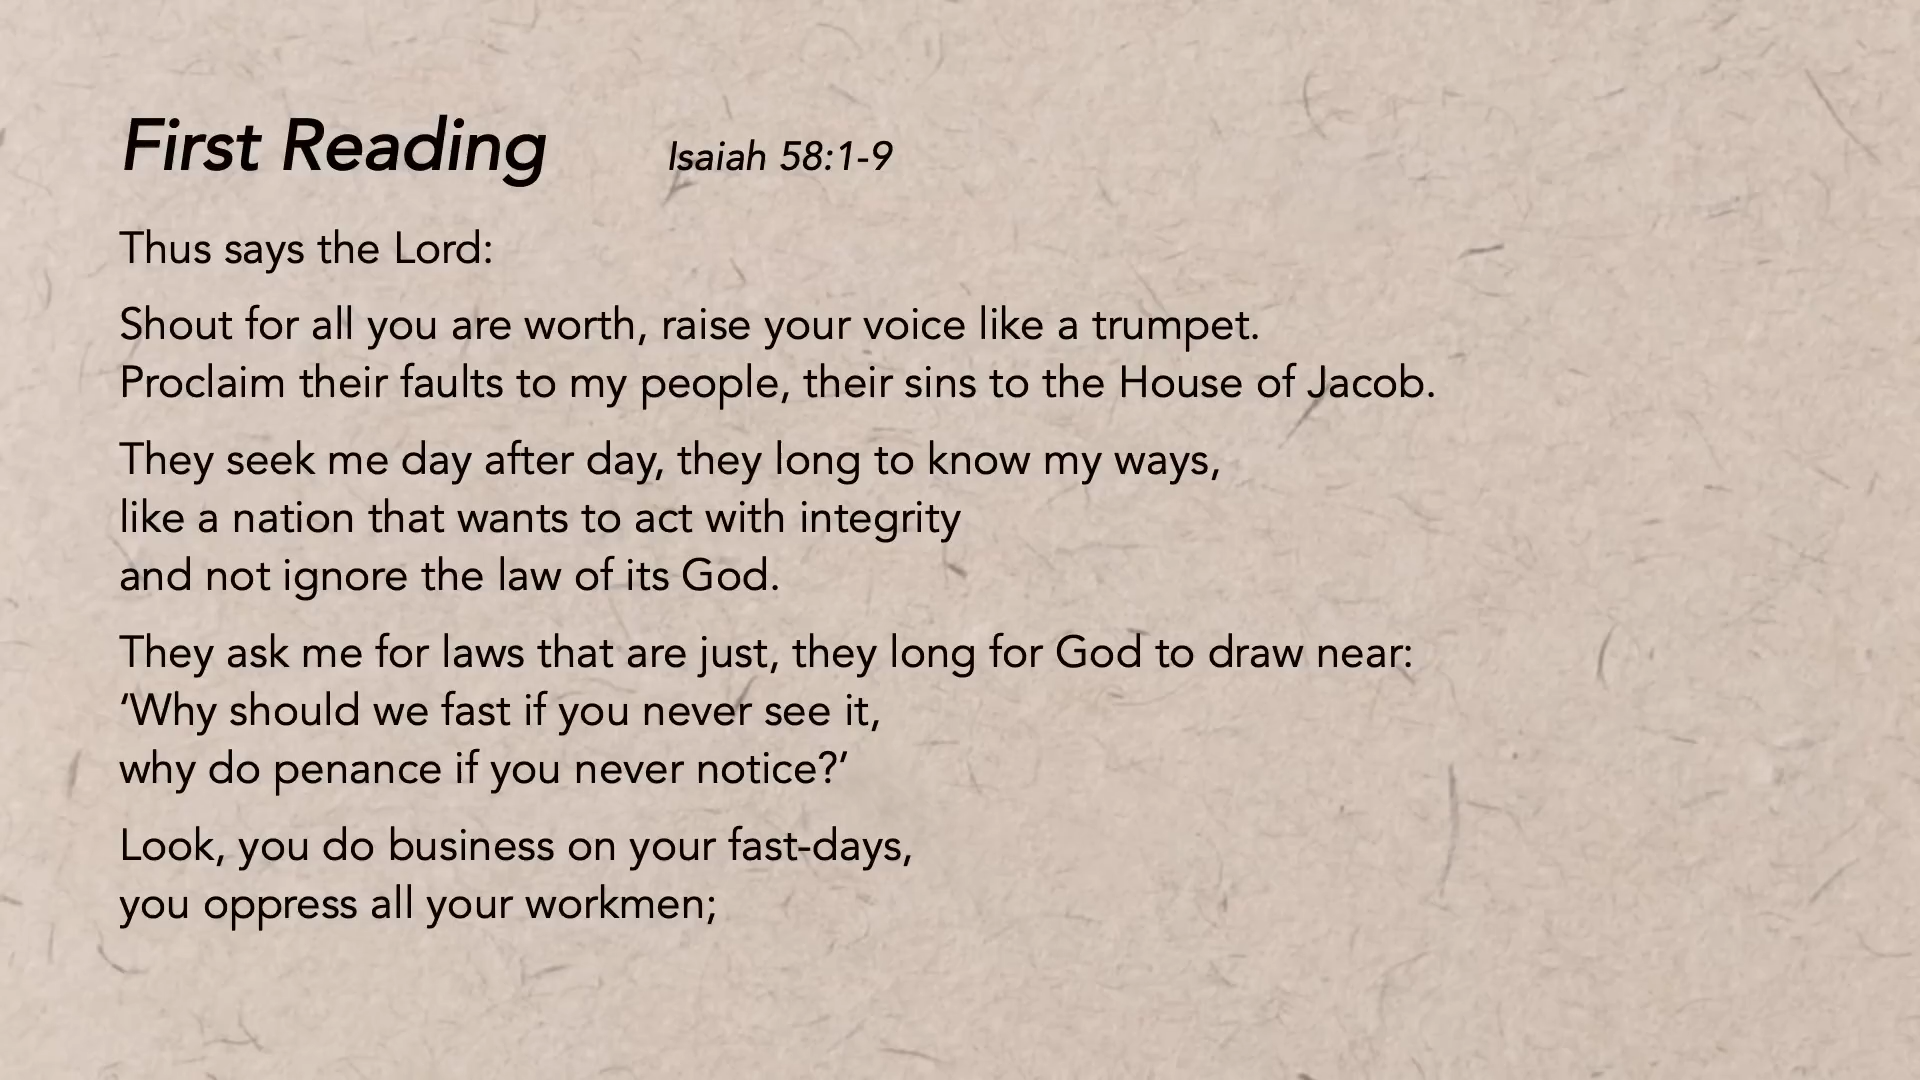 First Reading Isaiah 58:1-9
Thus says the Lord:
Shout for all you are worth, raise your voice like a trumpet.
Proclaim their faults to my people, their sins to the House of Jacob.
They seek me day after day, they long to know my ways,
like a nation that wants to act with integrity
and not ignore the law of its God.
They ask me for laws that are just, they long for God to draw near:
‘Why should we fast if you never see it,
why do penance if you never notice?’
Look, you do business on your fast-days,
you oppress all your workmen;